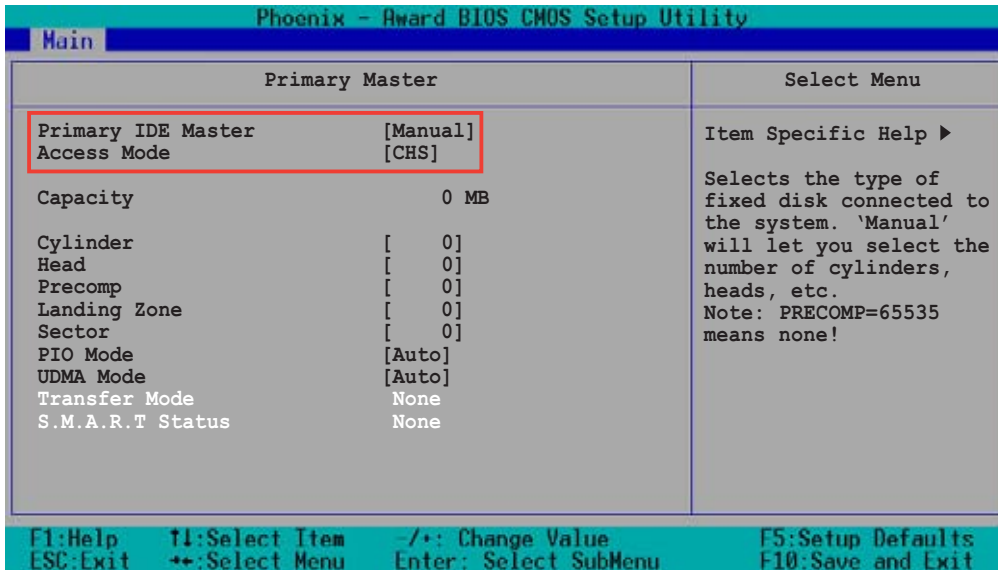 Phoenix - Award BIOS CMOS Setup Utility
Main
Primary Master
Select Menu
Primary IDE Master [Manual]
Access Mode [CHS]
Capacity 0 MB
Cylinder [ 0]
Head [ 0]
Precomp [ 0]
Landing Zone [ 0]
Sector [ 0]
PIO Mode [Auto]
UDMA Mode [Auto]
Transfer Mode None
S.M.A.R.T Status None
Item Specific Help ▶
Selects the type of
fixed disk connected to
the system. ‘Manual’
will let you select the
number of cylinders,
heads, etc.
Note: PRECOMP=65535
means none!
F1:Help ↑↓:Select Item -/+: Change Value F5:Setup Defaults
ESC:Exit →←:Select Menu Enter: Select SubMenu F10:Save and Exit